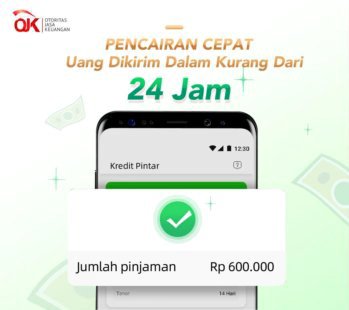 OJK
OTORITAS
JASA
KEUANGAN
PENCAIRAN CEPAT
Uang Dikirim Dalam Kurang Dari
24 Jam
12:30
Kredit Pintar
?
Jumlah pinjaman Rp 600.000
Tenor 14 Hari